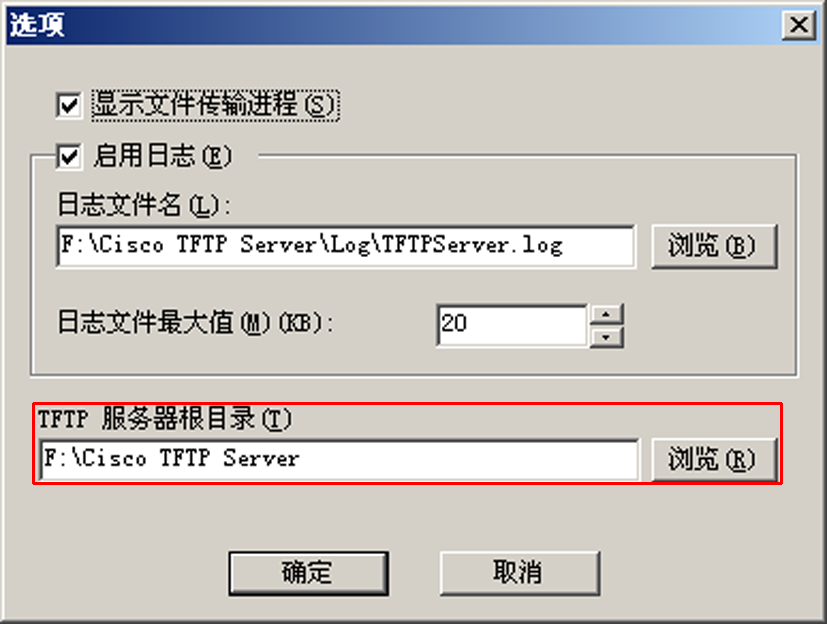 选项
显示文件传输进程(S)
启用日志(E)
日志文件名(L):
F:\Cisco TFTP Server\Log\TFTPServer.log
浏览(B)
日志文件最大值(M)(KB):
20
TFTP 服务器根目录(T)
F:\Cisco TFTP Server
浏览(R)
确定
取消